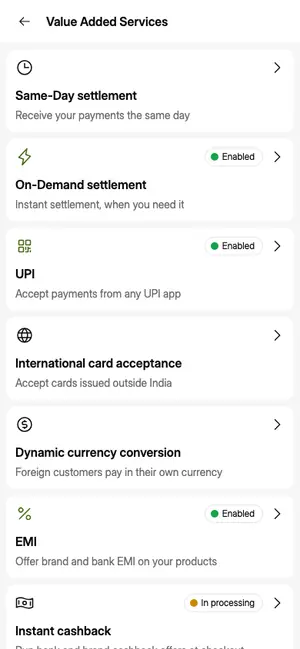 Value Added Services
Same-Day settlement
Receive your payments the same day
Enabled
On-Demand settlement
Instant settlement, when you need it
Enabled
UPI
Accept payments from any UPI app
International card acceptance
Accept cards issued outside India
Dynamic currency conversion
Foreign customers pay in their own currency
Enabled
EMI
Offer brand and bank EMI on your products
In processing
Instant cashback